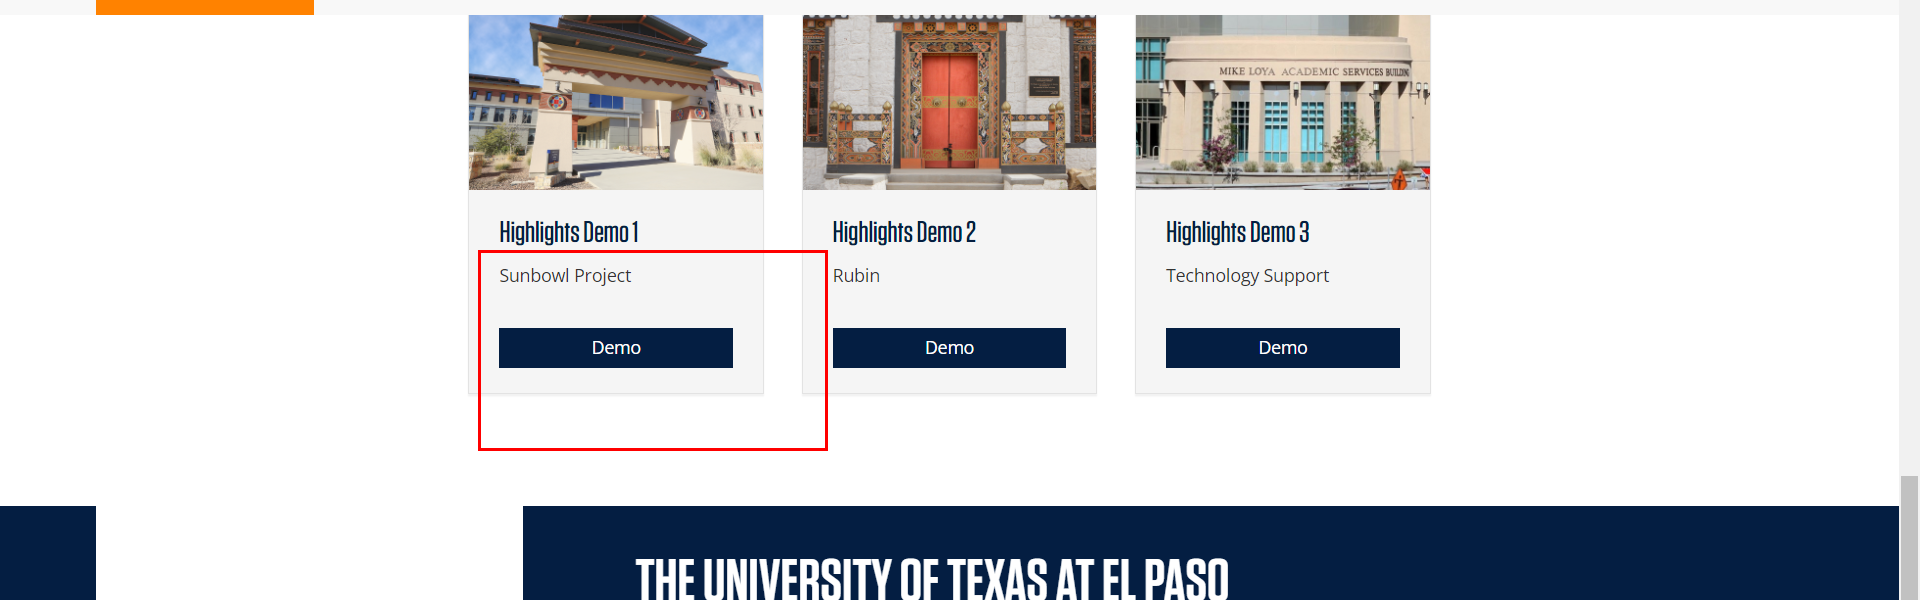 MIKE LOYA ACADEMIC SERVICES BUILDING
Highlights Demo 1
Sunbowl Project
Demo
Highlights Demo 2
Rubin
Demo
Highlights Demo 3
Technology Support
Demo
THE UNIVERSITY OF TEXAS AT EL PASO